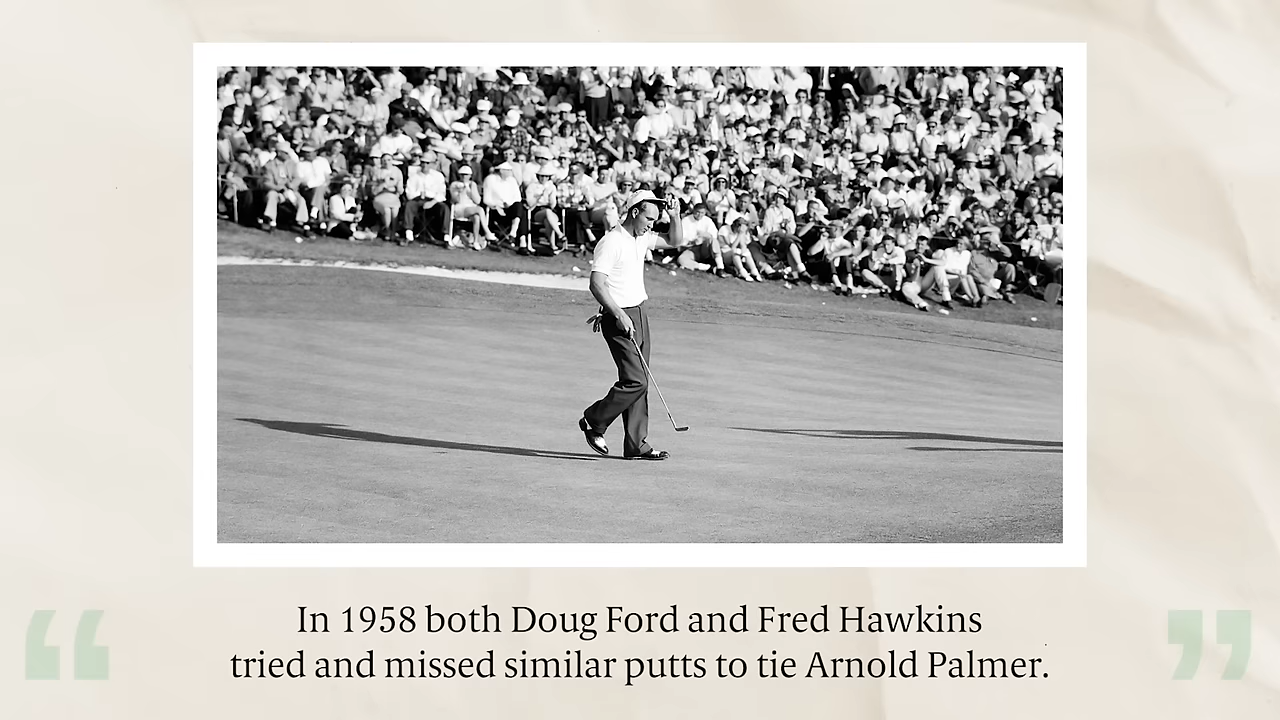 In 1958 both Doug Ford and Fred Hawkins
tried and missed similar putts to tie Arnold Palmer.